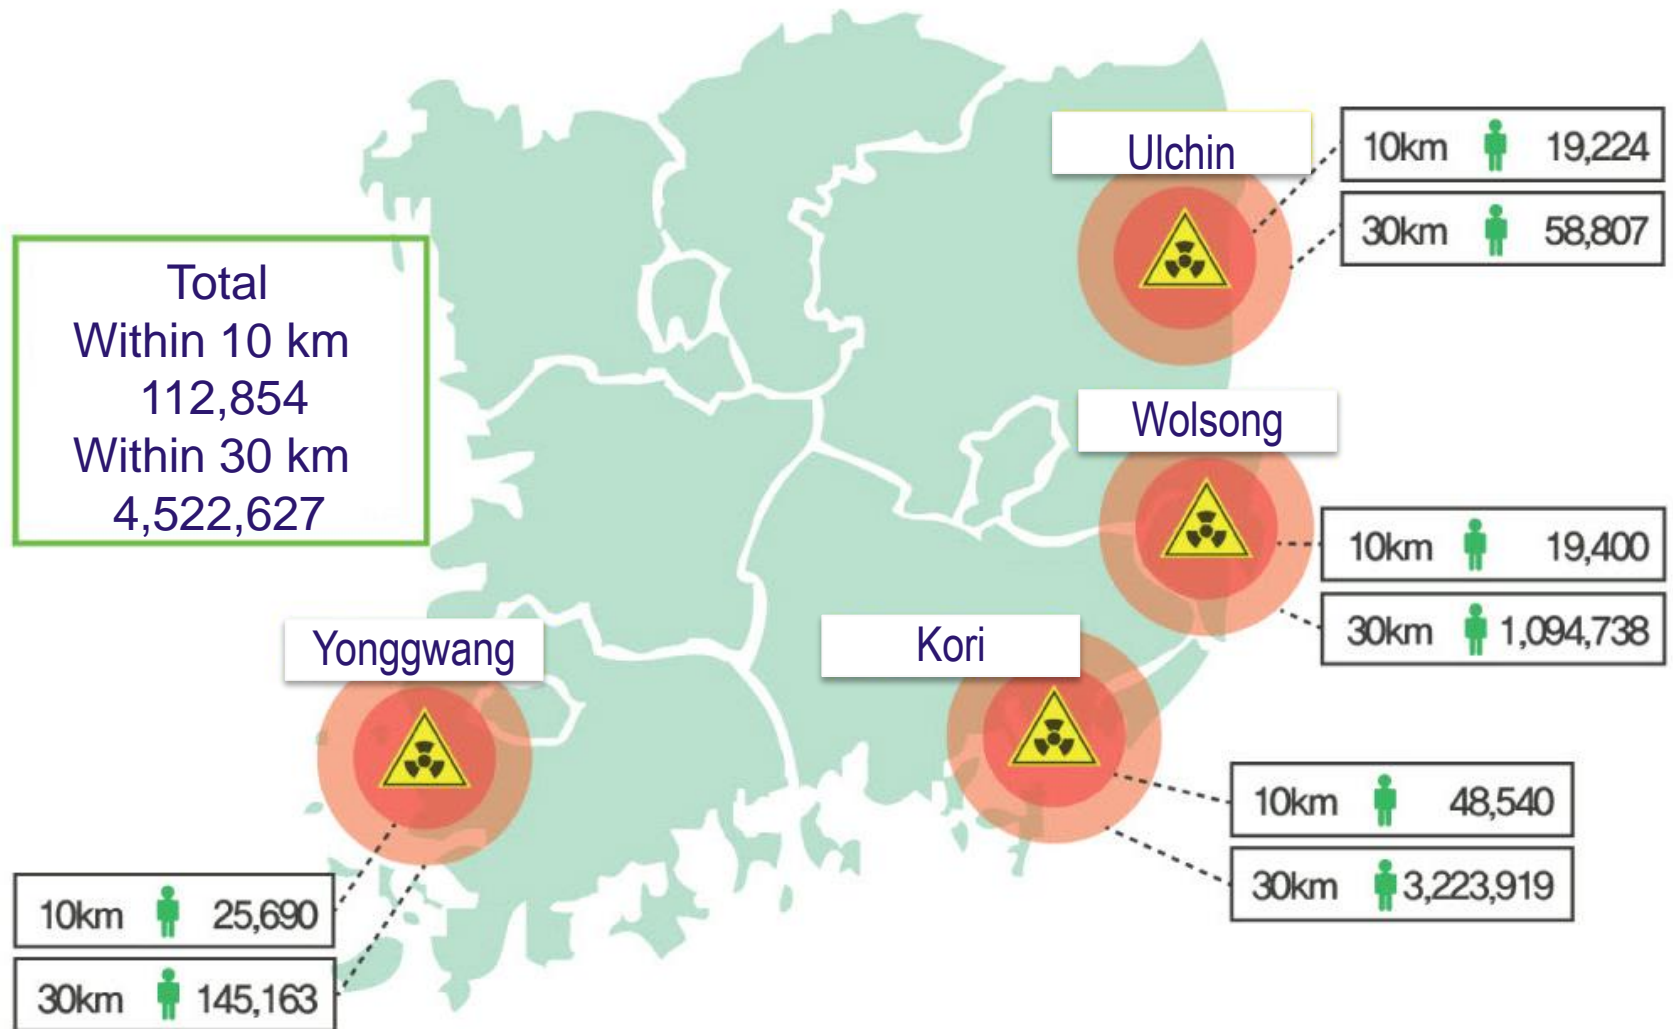 Ulchin
10km 19,224
30km 58,807
Total
Within 10 km
112,854
Within 30 km
4,522,627
Wolsong
10km 19,400
30km 1,094,738
Yonggwang
Kori
10km 48,540
30km 3,223,919
10km 25,690
30km 145,163